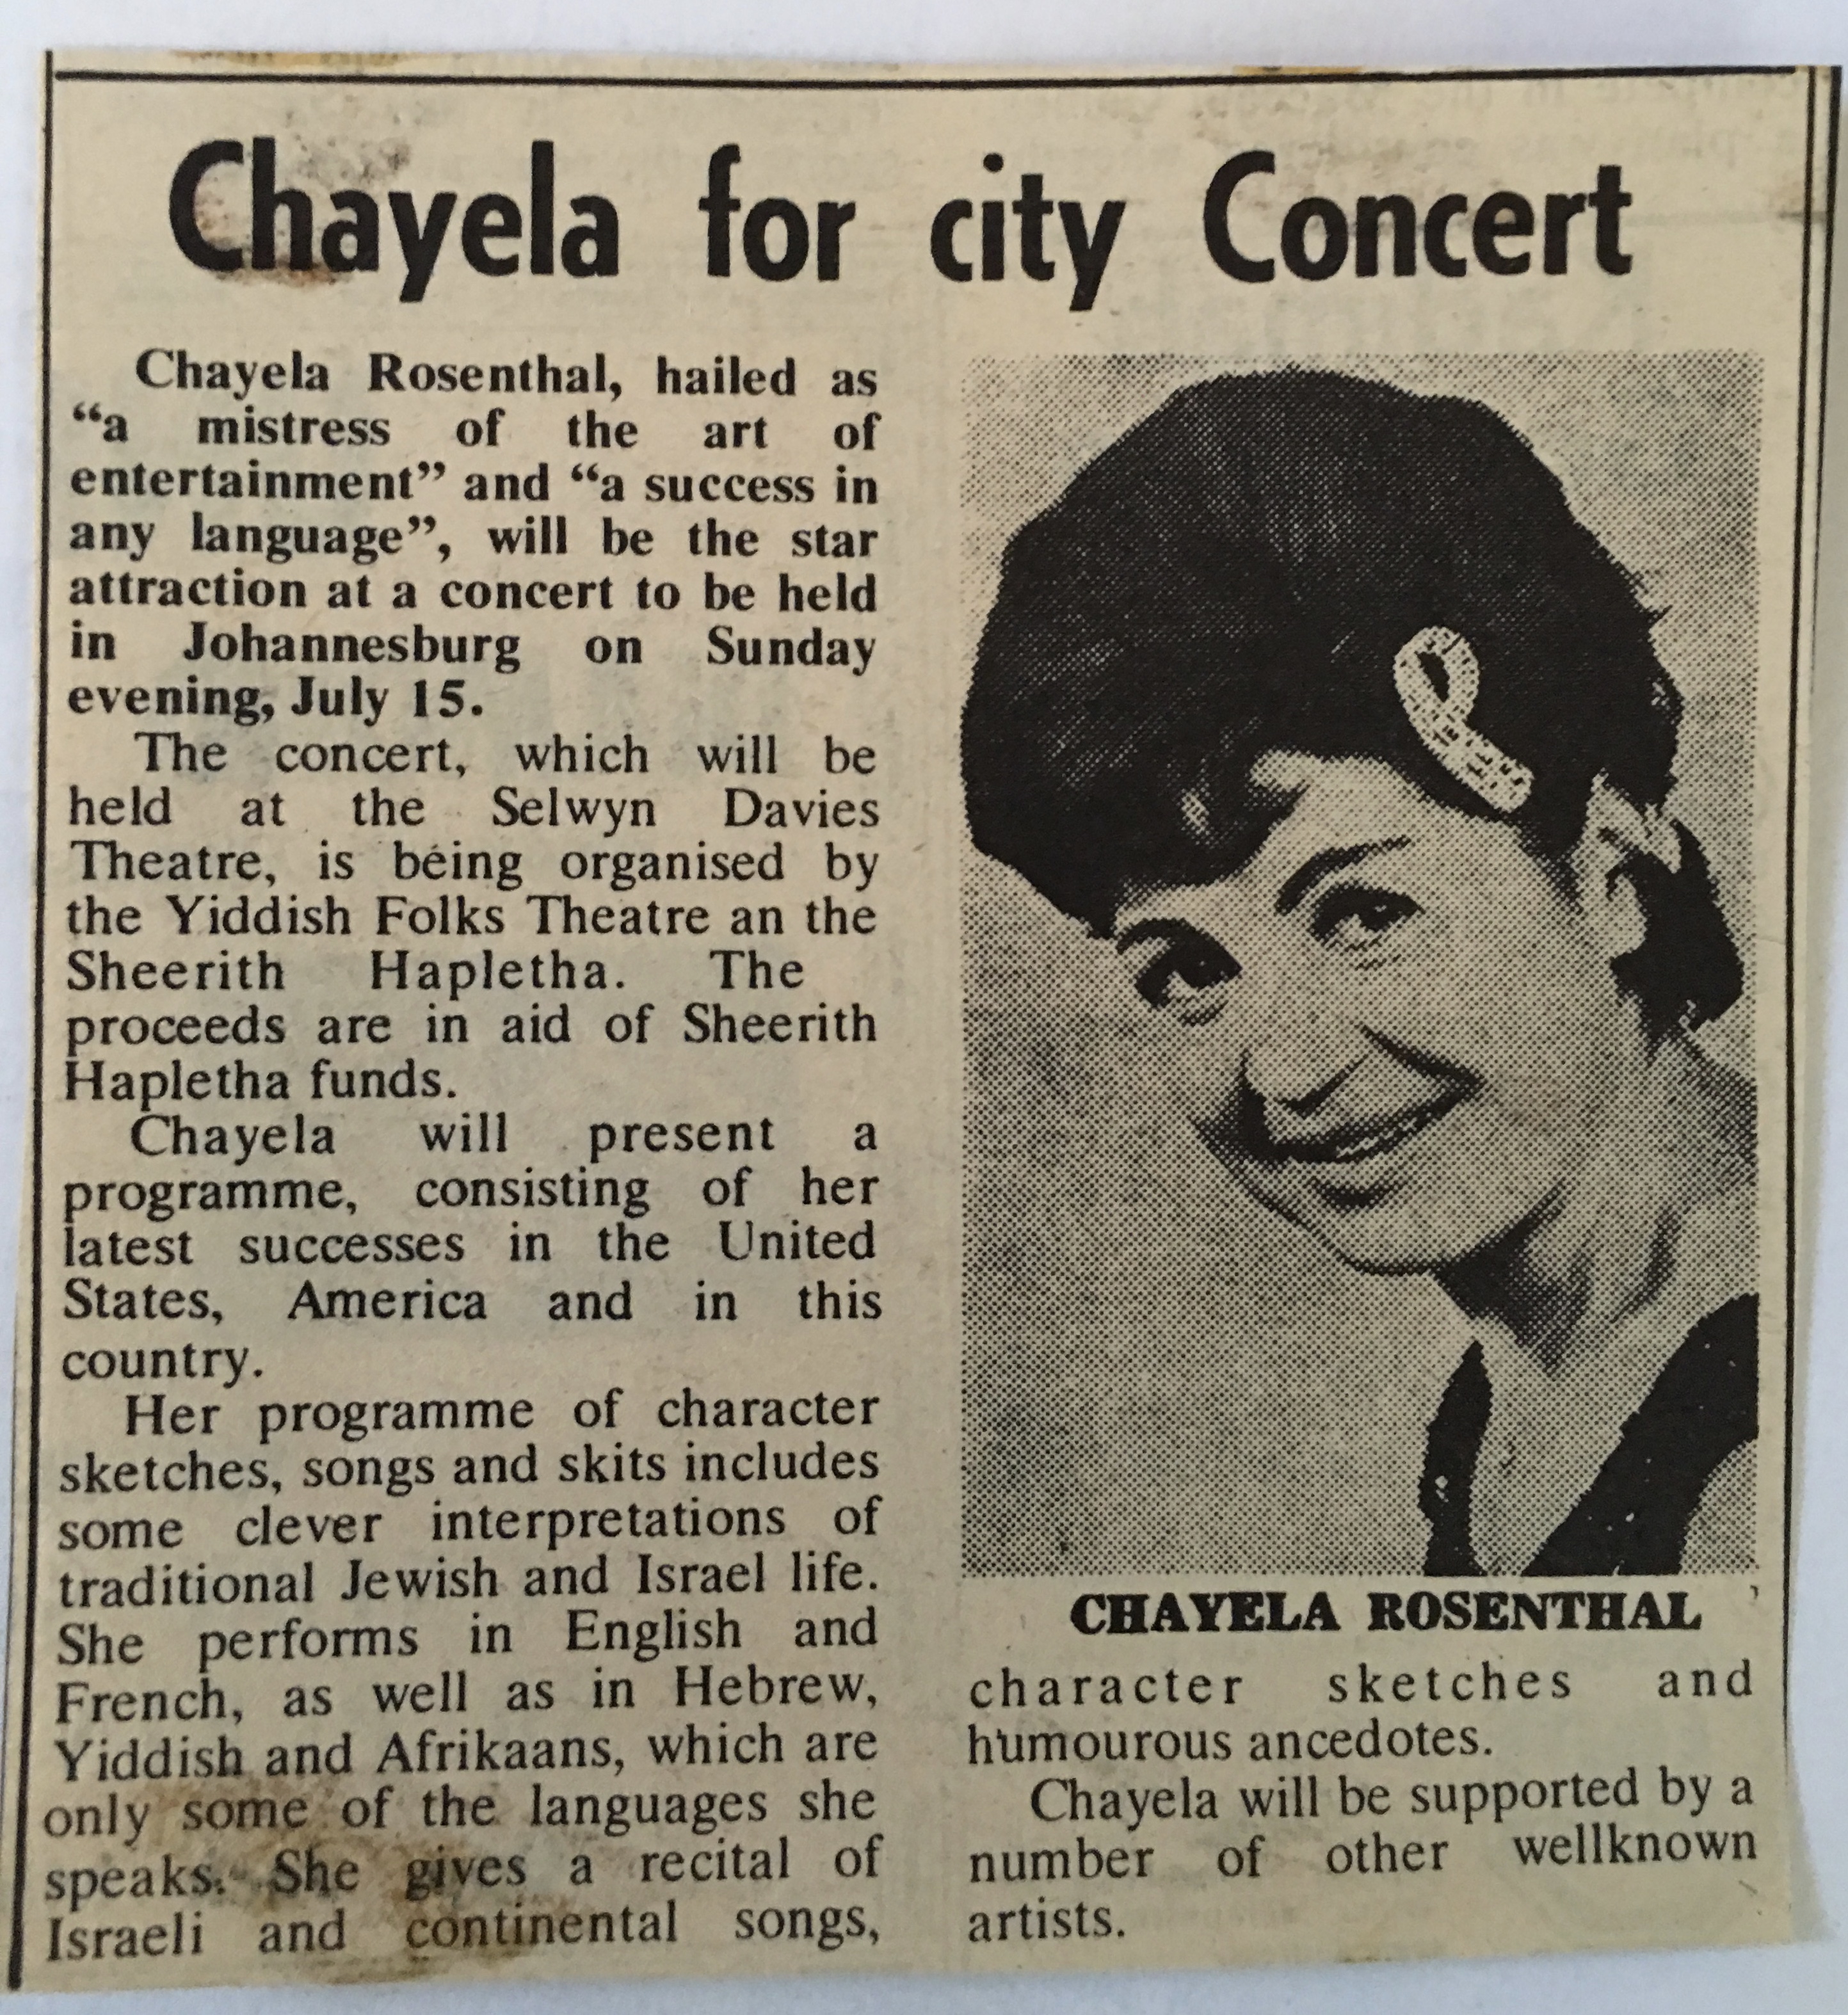 Chayela for city Concert
Chayela Rosenthal, hailed as
“a mistress of the art of
entertainment” and “a success in
any language”, will be the star
attraction at a concert to be held
in Johannesburg on Sunday
evening, July 15.
The concert, which will be
held at the Selwyn Davies
Theatre, is being organised by
the Yiddish Folks Theatre an the
Sheerith Hapletha. The
proceeds are in aid of Sheerith
Hapletha funds.
Chayela will present a
programme, consisting of her
latest successes in the United
States, America and in this
country.
Her programme of character
sketches, songs and skits includes
some clever interpretations of
traditional Jewish and Israel life.
She performs in English and
French, as well as in Hebrew,
Yiddish and Afrikaans, which are
only some of the languages she
speaks. She gives a recital of
Israeli and continental songs,
CHAYELA ROSENTHAL
character sketches and
humourous ancedotes.
Chayela will be supported by a
number of other wellknown
artists.